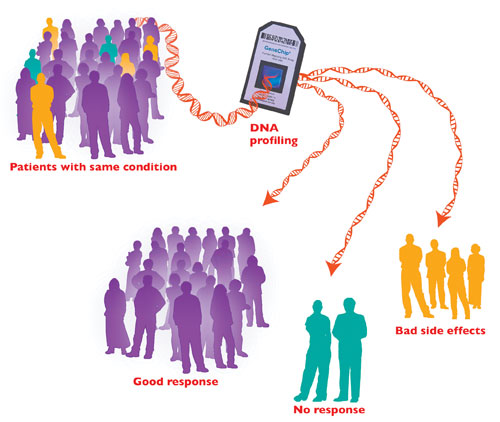 GeneChip
DNA
profiling
Patients with same condition
Good response
No response
Bad side effects